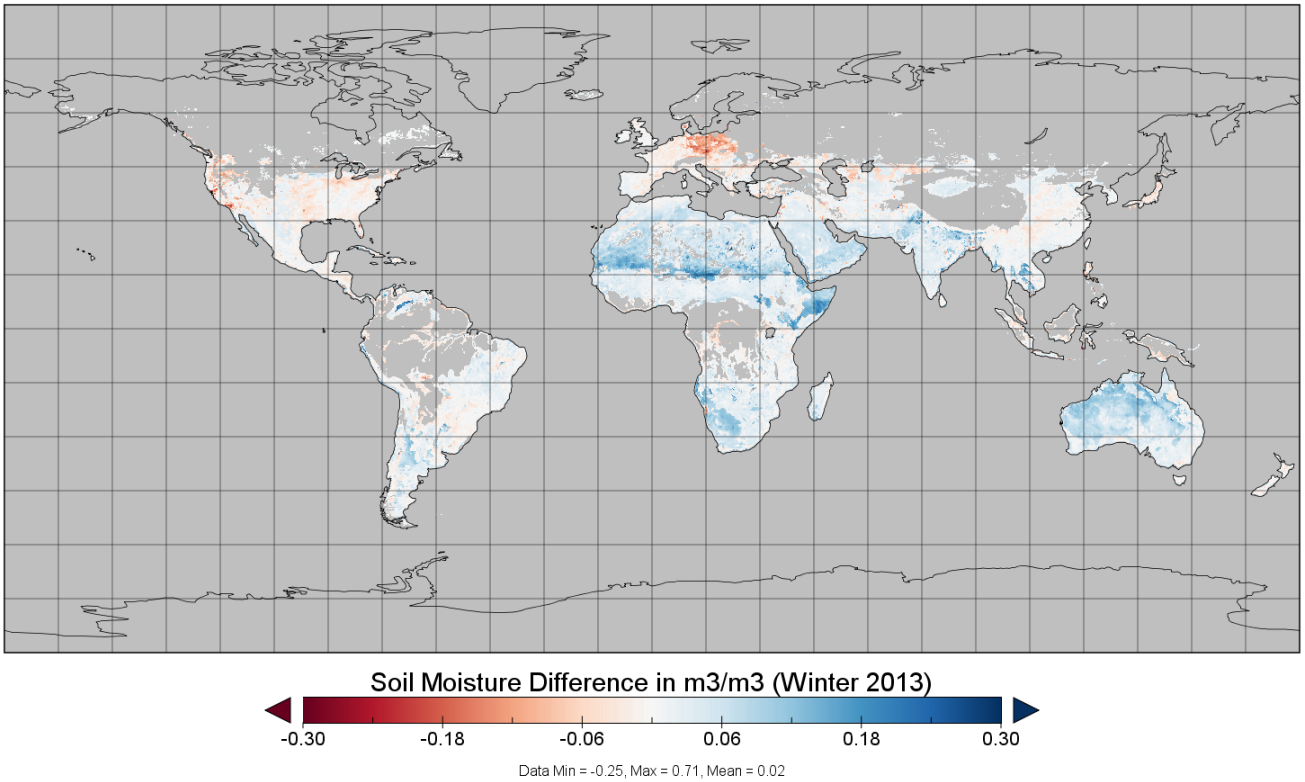 Soil Moisture Difference in m3/m3 (Winter 2013)
-0.30 -0.18 -0.06 0.06 0.18 0.30
Data Min = -0.25, Max = 0.71, Mean = 0.02